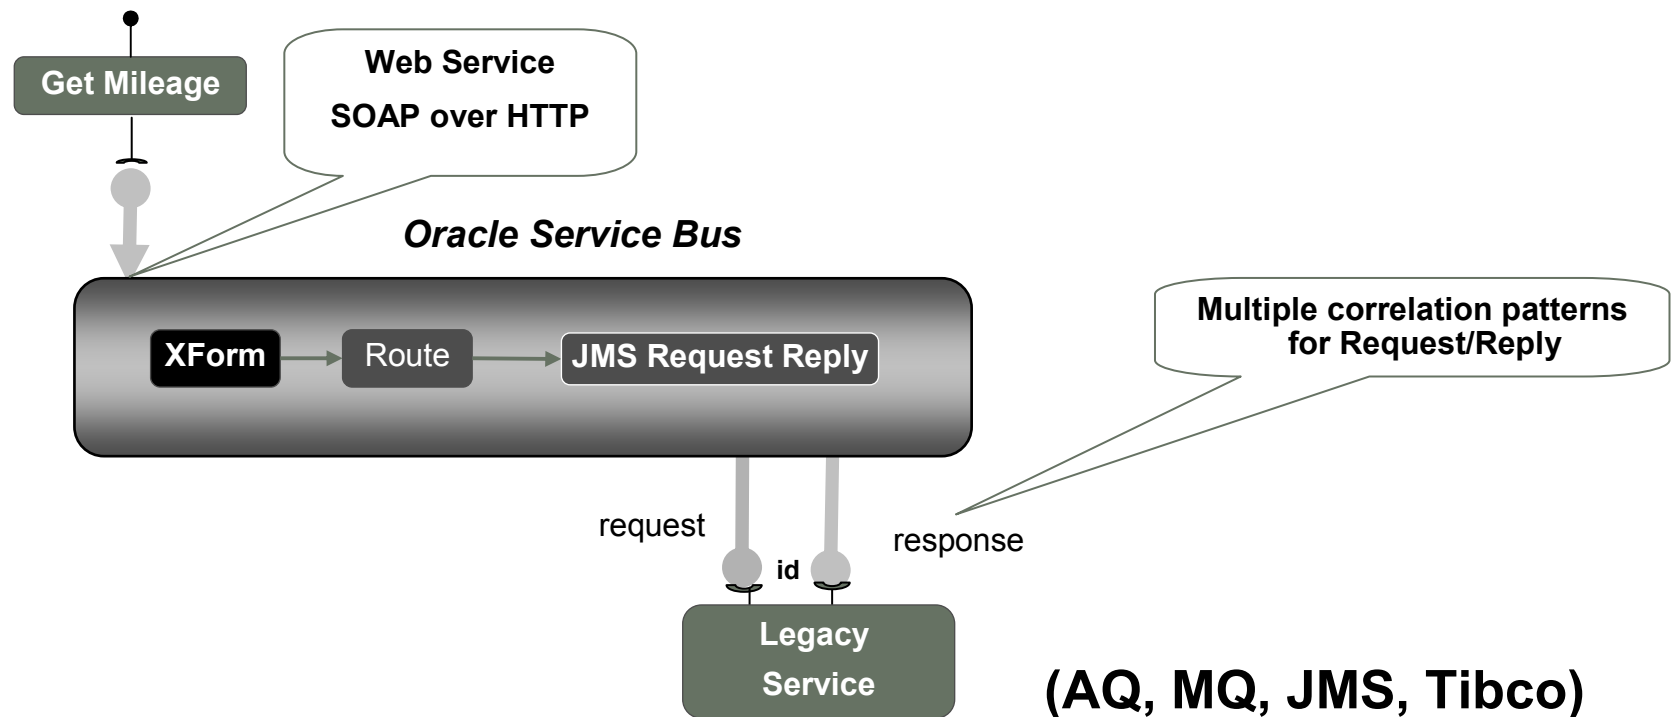 Get Mileage
Web Service
SOAP over HTTP
Oracle Service Bus
XForm
Route
JMS Request Reply
Multiple correlation patterns
for Request/Reply
request
id
response
Legacy
Service
(AQ, MQ, JMS, Tibco)